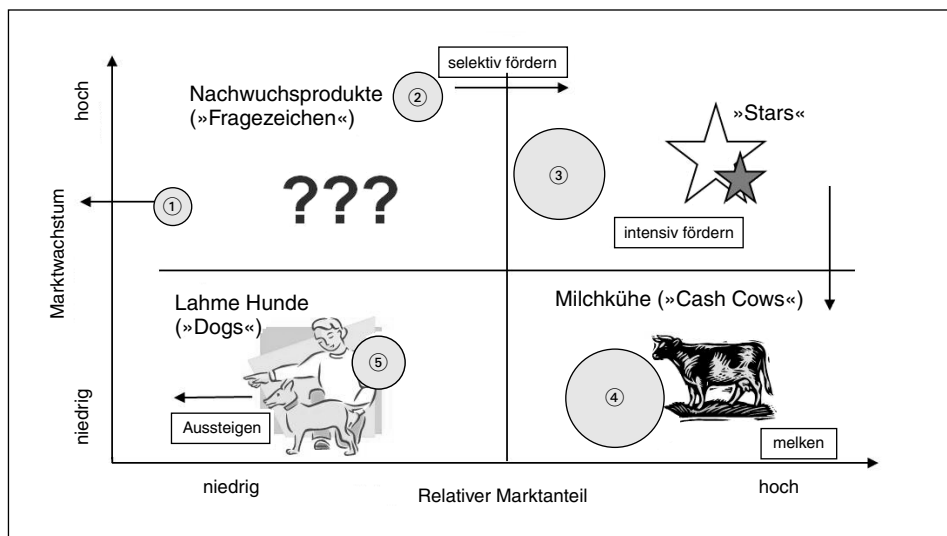 selektiv fördern
hoch
Nachwuchsprodukte
(»Fragezeichen«)
②
»Stars«
???
③
①
intensiv fördern
Marktwachstum
Lahme Hunde
(»Dogs«)
Milchkühe (»Cash Cows«)
⑤
④
Aussteigen
niedrig
melken
niedrig
Relativer Marktanteil
hoch